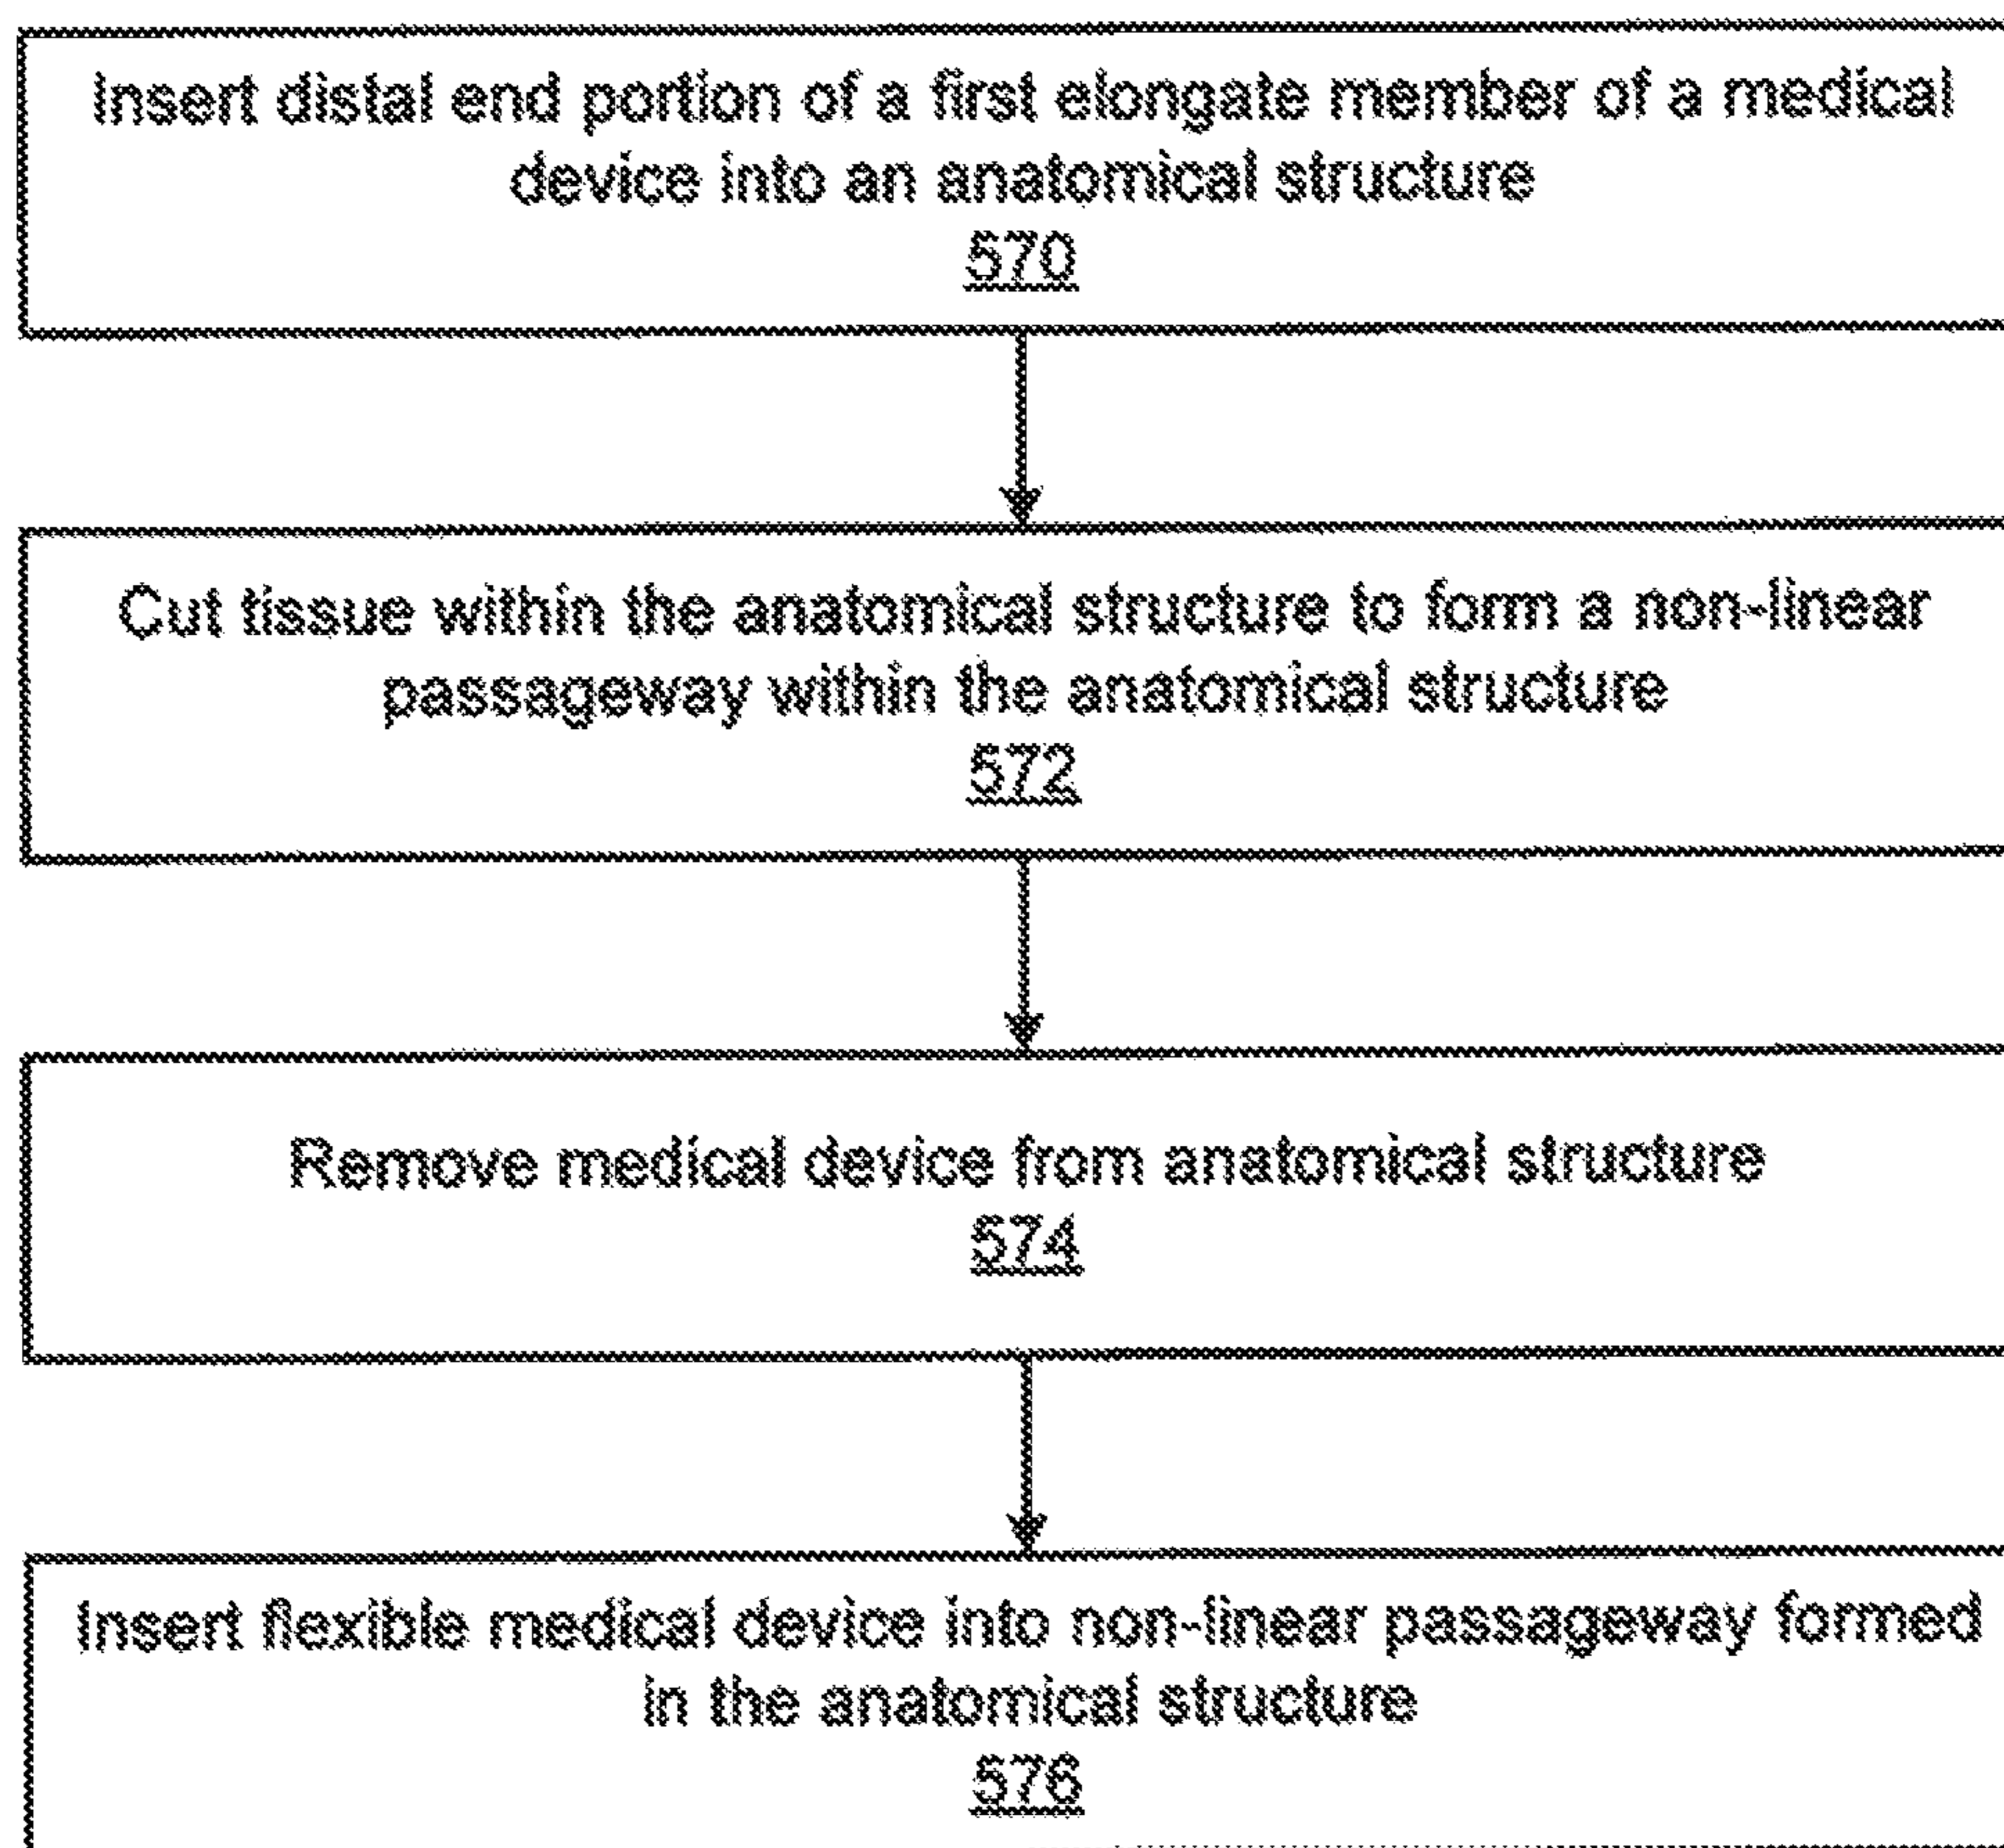 Insert distal end portion of a first elongate member of a medical
device into an anatomical structure
570
Cut tissue within the anatomical structure to form a non-linear
passageway within the anatomical structure
572
Remove medical device from anatomical structure
574
Insert flexible medical device into non-linear passageway formed
in the anatomical structure
576